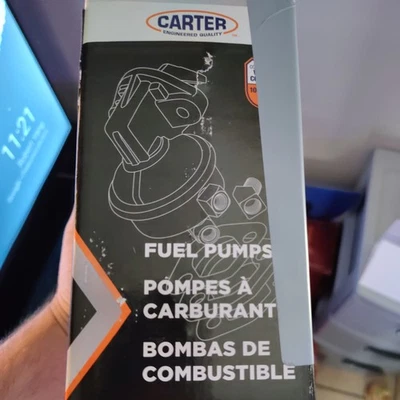 CARTER
ENGINEERED QUALITY
11:21
FUEL PUMPS
POMPES À
CARBURANT
BOMBAS DE
COMBUSTIBLE